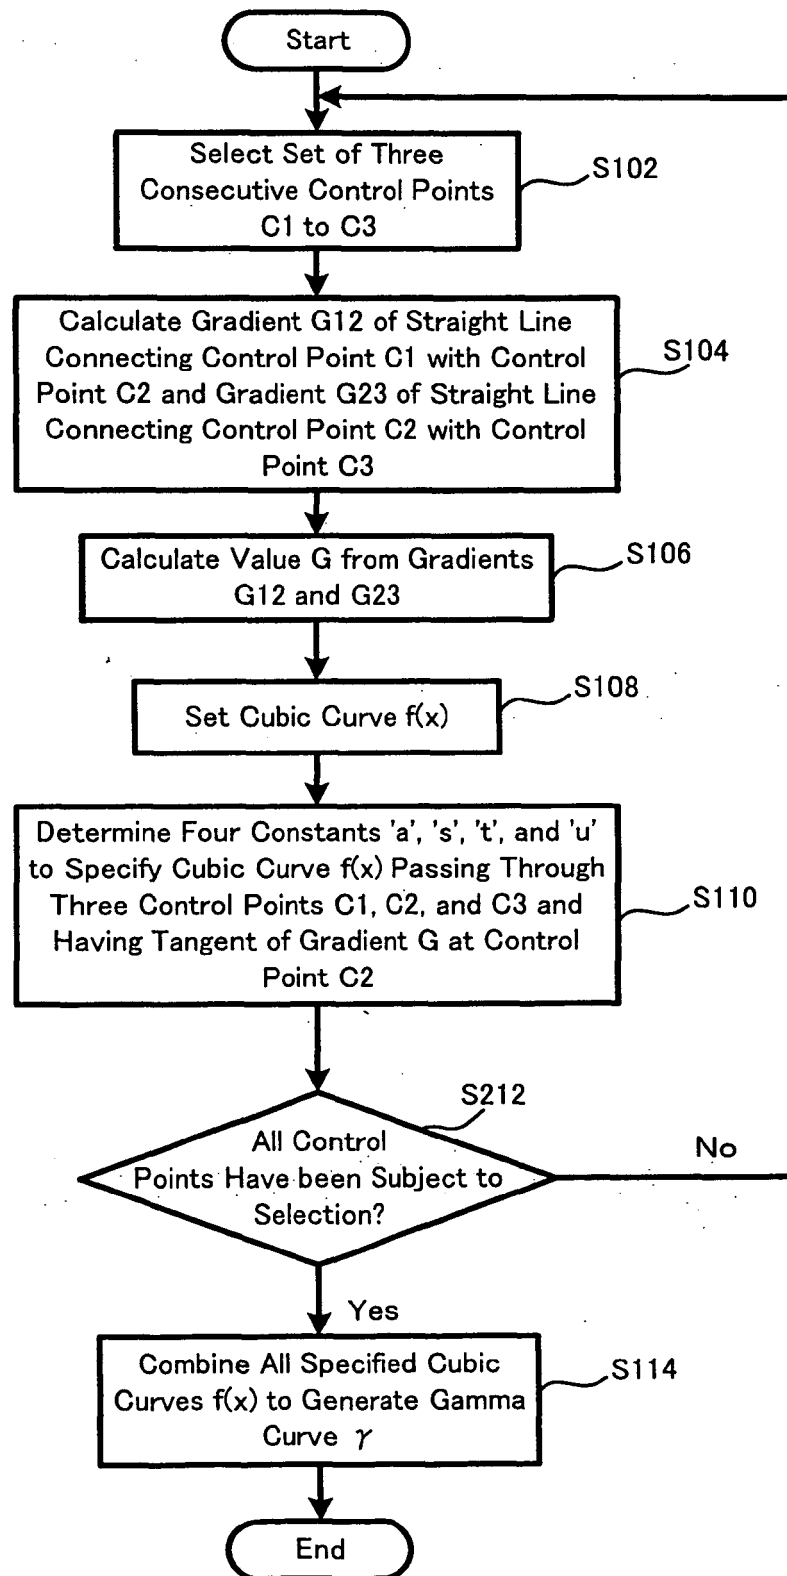 Start
Select Set of Three
Consecutive Control Points
C1 to C3
S102
Calculate Gradient G12 of Straight Line
Connecting Control Point C1 with Control
Point C2 and Gradient G23 of Straight Line
Connecting Control Point C2 with Control
Point C3
S104
Calculate Value G from Gradients
G12 and G23
S106
Set Cubic Curve f(x)
S108
Determine Four Constants 'a', 's', 't', and 'u'
to Specify Cubic Curve f(x) Passing Through
Three Control Points C1, C2, and C3 and
Having Tangent of Gradient G at Control
Point C2
S110
S212
All Control
Points Have been Subject to
Selection?
No
Yes
Combine All Specified Cubic
Curves f(x) to Generate Gamma
Curve γ
S114
End